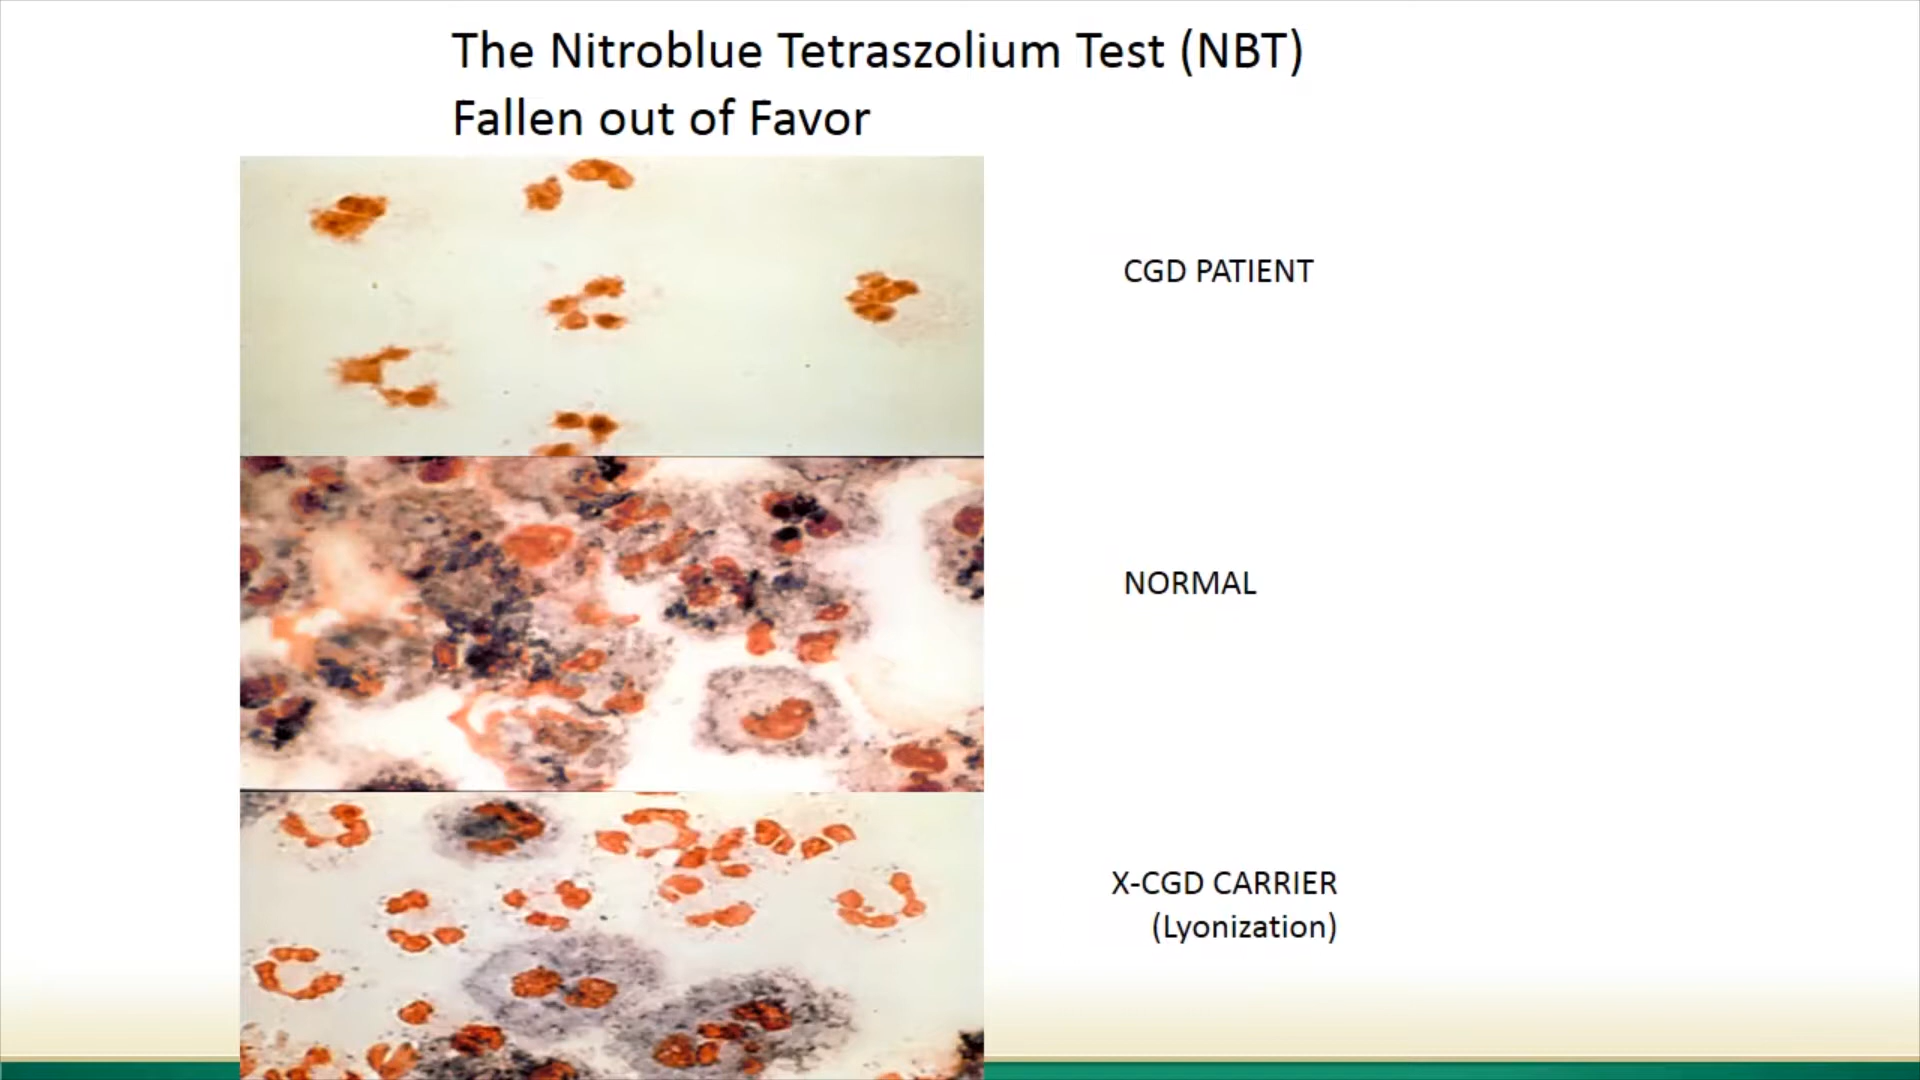 The Nitroblue Tetraszolium Test (NBT)
Fallen out of Favor
CGD PATIENT
NORMAL
X-CGD CARRIER
(Lyonization)